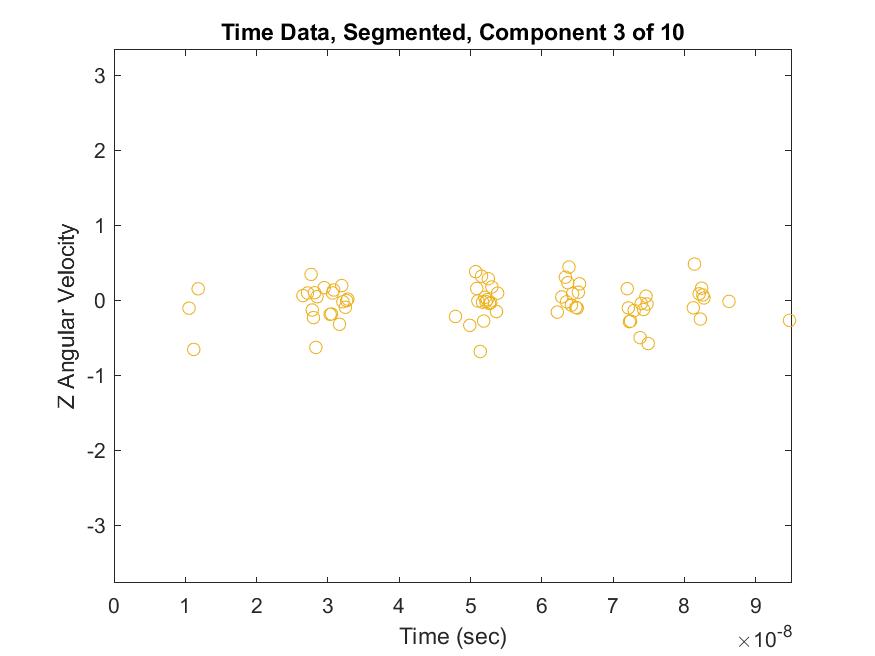 Time Data, Segmented, Component 3 of 10
3
2
1
0
-1
-2
-3
Z Angular Velocity
0 1 2 3 4 5 6 7 8 9
Time (sec)
×10-8